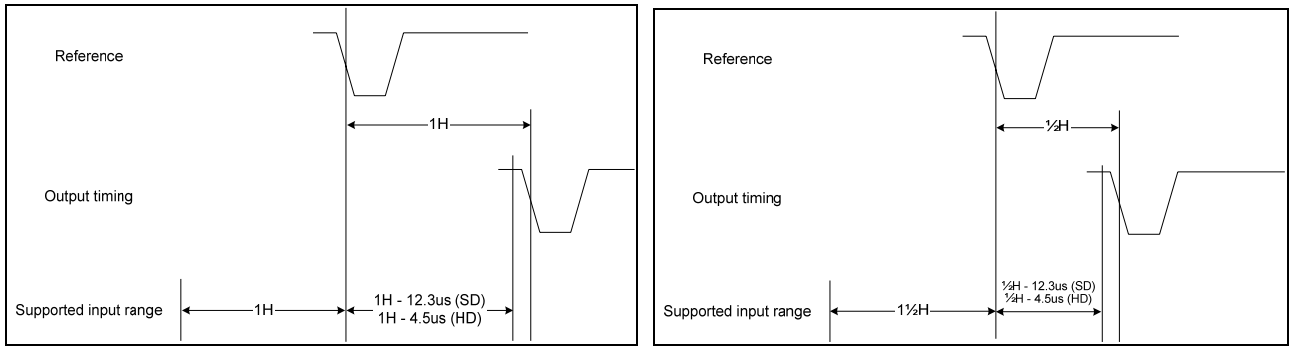 Reference
1H
Output timing
Supported input range
1H
1H - 12.3us (SD)
1H - 4.5us (HD)
Reference
½H
Output timing
Supported input range
1½H
½H - 12.3us (SD)
½H - 4.5us (HD)